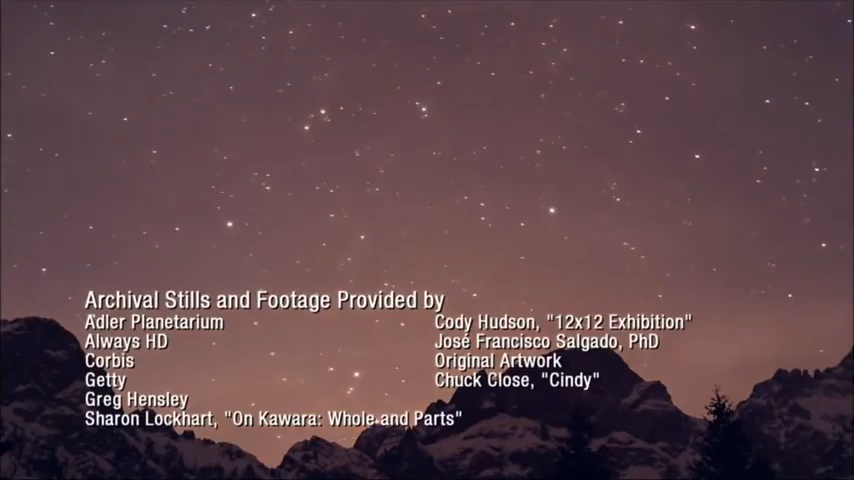 Archival Stills and Footage Provided by
Adler Planetarium
Always HD
Corbis
Getty
Greg Hensley
Sharon Lockhart, "On Kawara: Whole and Parts"
Cody Hudson, "12x12 Exhibition"
José Francisco Salgado, PhD
Original Artwork
Chuck Close, "Cindy"